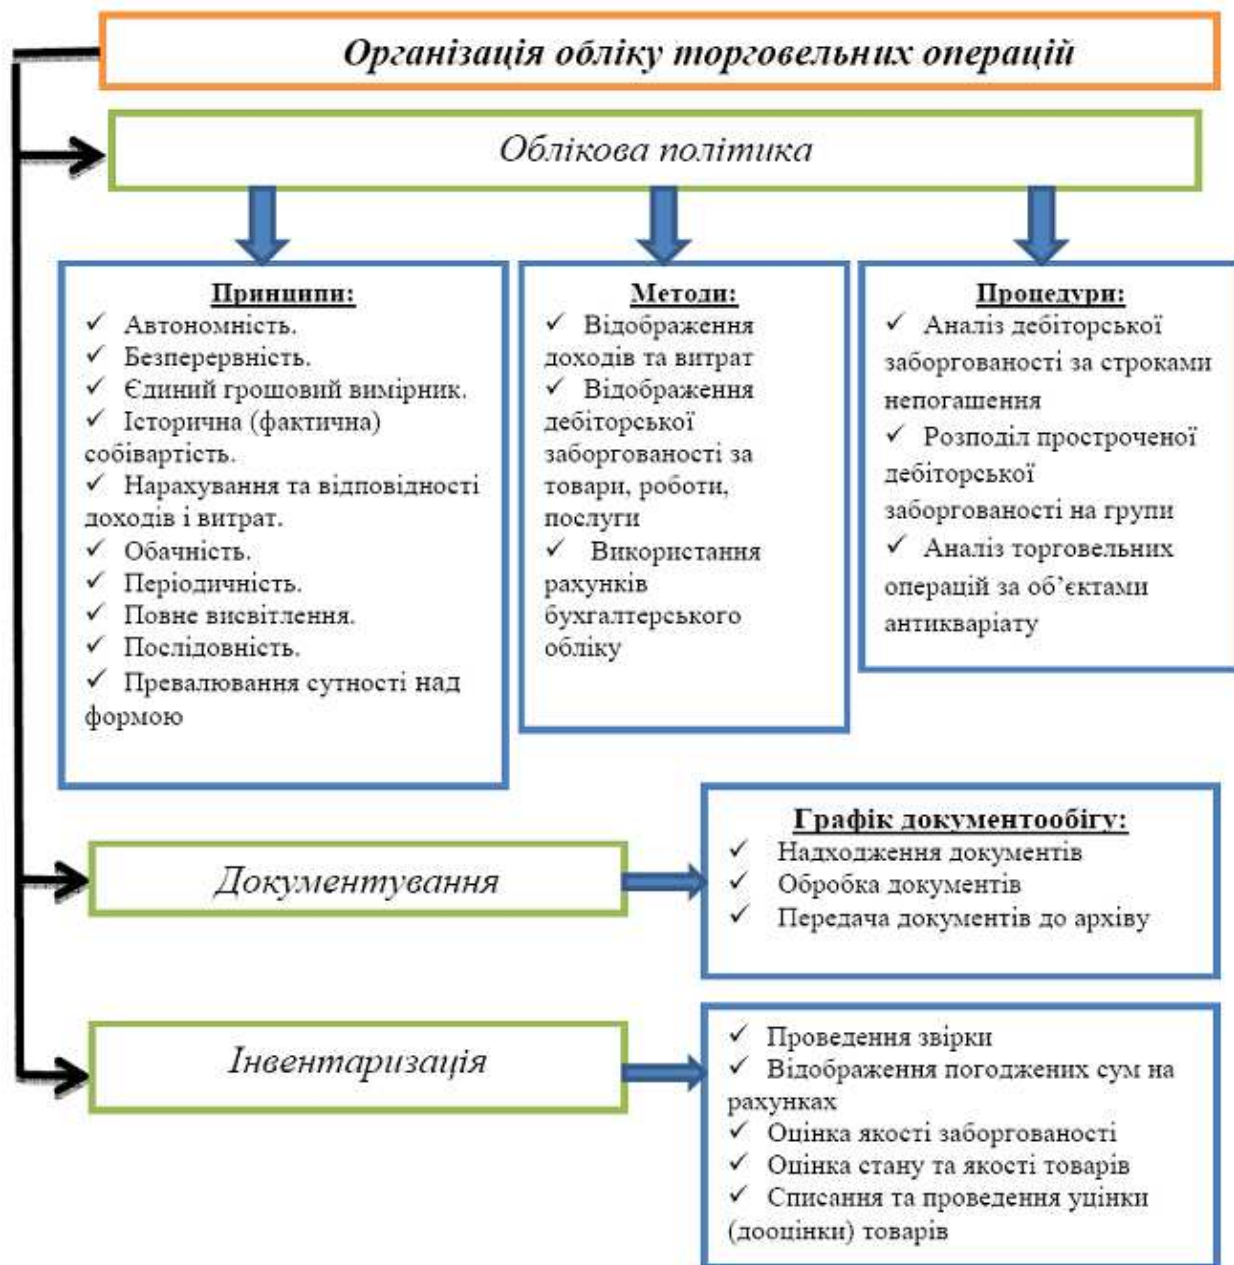 Організація обліку торговельних операцій
Облікова політика
Принципи:
✓ Автономність.
✓ Безперервність.
✓ Єдиний грошовий вимірник.
✓ Історична (фактична)
собівартість.
✓ Нарахування та відповідності
доходів і витрат.
✓ Обачність.
✓ Періодичність.
✓ Повне висвітлення.
✓ Послідовність.
✓ Превалювання сутності над
формою
Методи:
✓ Відображення
доходів та витрат
✓ Відображення
дебіторської
заборгованості за
товари, роботи,
послуги
✓ Використання
рахунків
бухгалтерського
обліку
Процедури:
✓ Аналіз дебіторської
заборгованості за строками
непогашення
✓ Розподіл простроченої
дебіторської
заборгованості на групи
✓ Аналіз торговельних
операцій за об’єктами
антикваріату
Документування
Графік документообігу:
✓ Надходження документів
✓ Обробка документів
✓ Передача документів до архіву
Інвентаризація
✓ Проведення звірки
✓ Відображення погоджених сум на
рахунках
✓ Оцінка якості заборгованості
✓ Оцінка стану та якості товарів
✓ Списання та проведення уцінки
(дооцінки) товарів